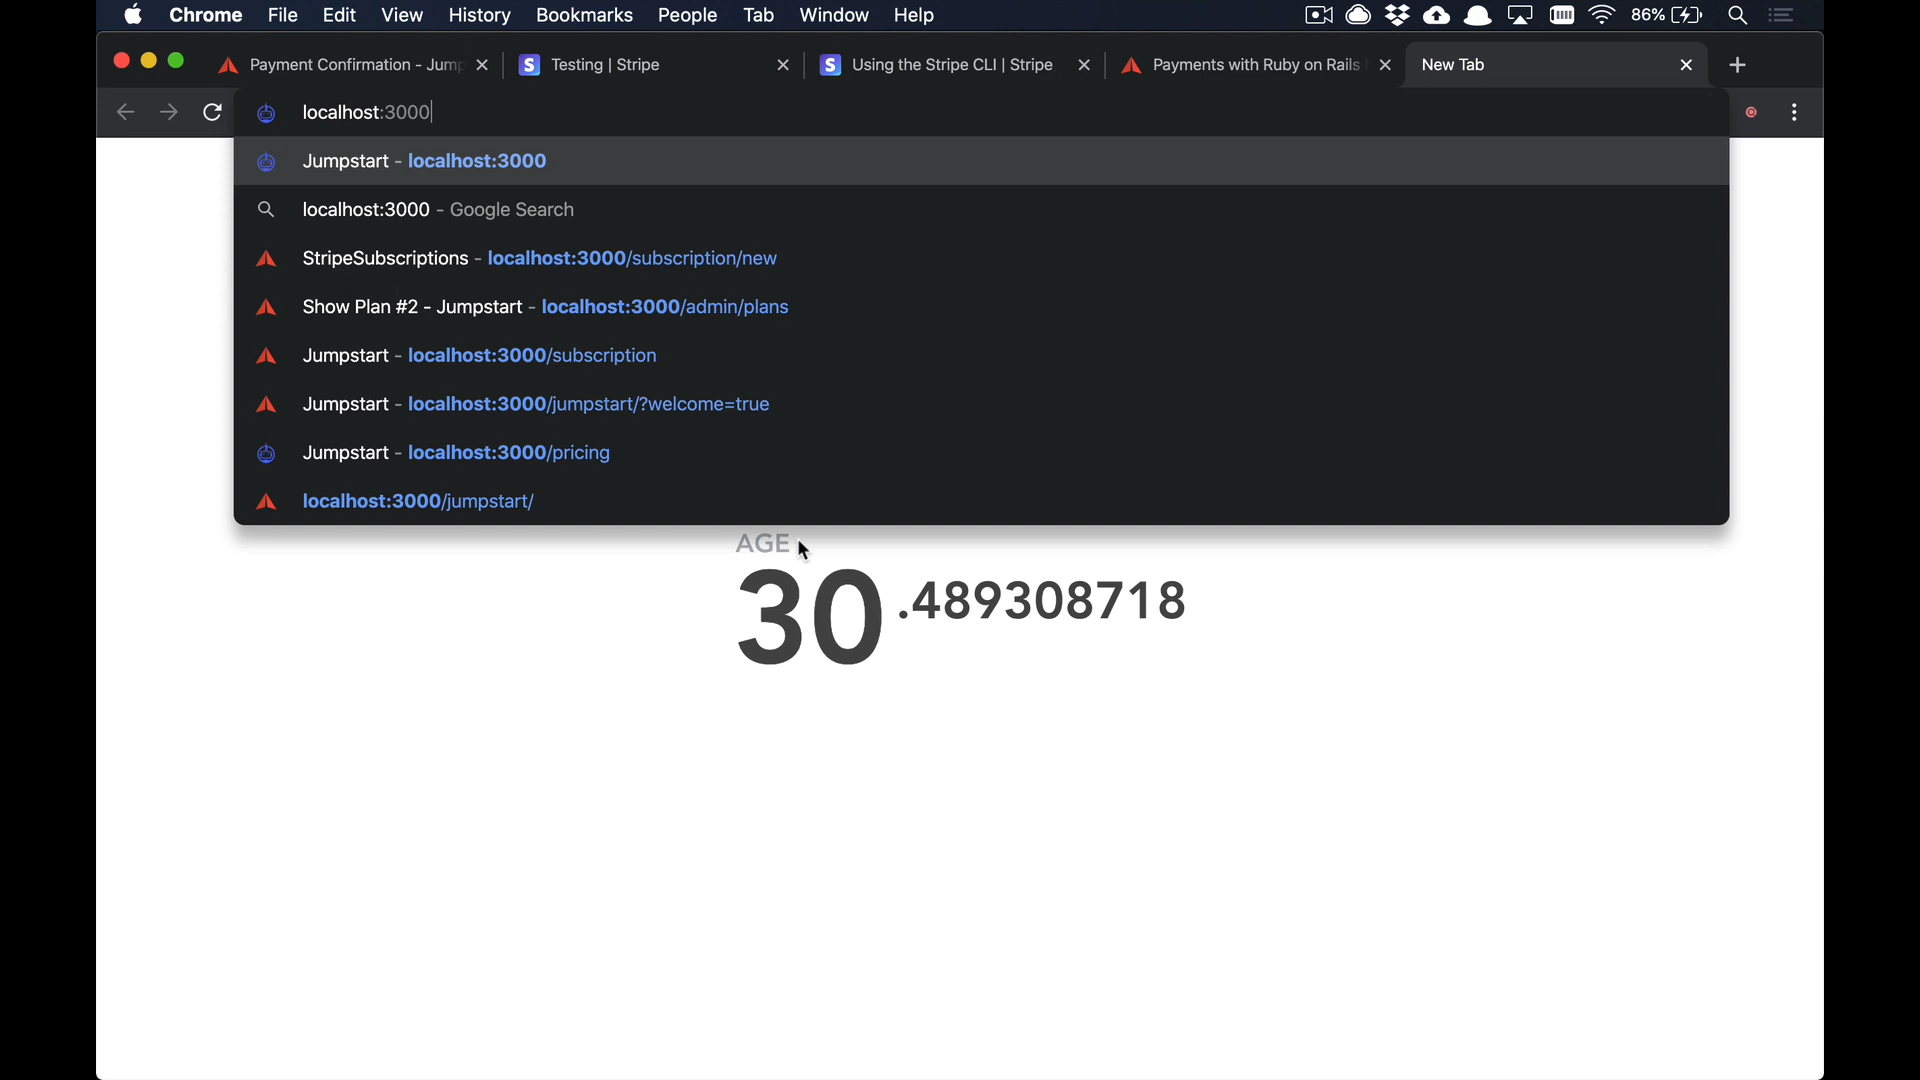 Chrome File Edit View History Bookmarks People Tab Window Help 86%
Payment Confirmation - Jump Testing | Stripe Using the Stripe CLI | Stripe Payments with Ruby on Rails New Tab
localhost:3000
Jumpstart - localhost:3000
localhost:3000 - Google Search
StripeSubscriptions - localhost:3000/subscription/new
Show Plan #2 - Jumpstart - localhost:3000/admin/plans
Jumpstart - localhost:3000/subscription
Jumpstart - localhost:3000/jumpstart/?welcome=true
Jumpstart - localhost:3000/pricing
localhost:3000/jumpstart/
AGE
30.489308718